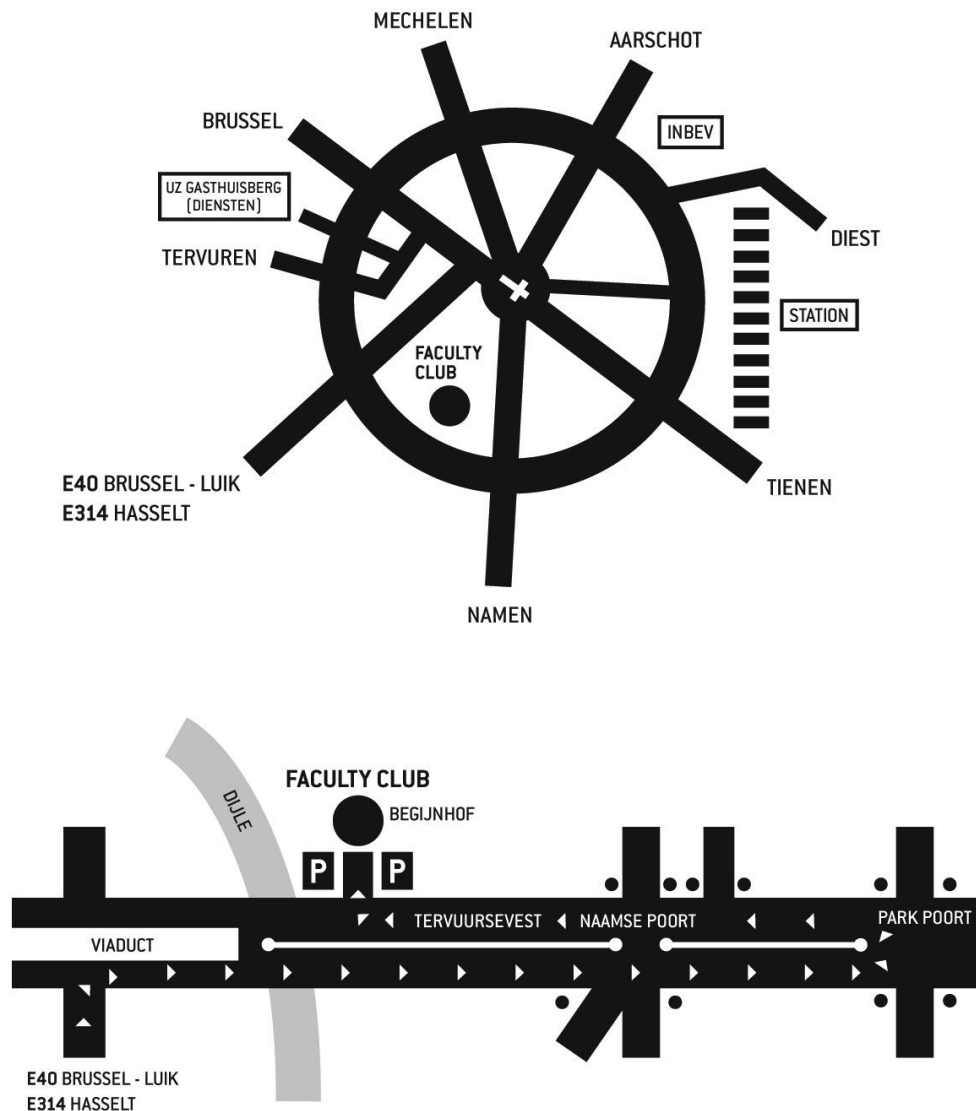 MECHELEN
AARSCHOT
BRUSSEL
INBEV
UZ GASTHUISBERG
(DIENSTEN)
TERVUREN
DIEST
STATION
FACULTY
CLUB
E40 BRUSSEL - LUIK
E314 HASSELT
TIENEN
NAMEN
DIJLE
FACULTY CLUB
BEGIJNHOF
P
P
TERVUURSEVEST
NAAMSE POORT
PARK POORT
VIADUCT
E40 BRUSSEL - LUIK
E314 HASSELT